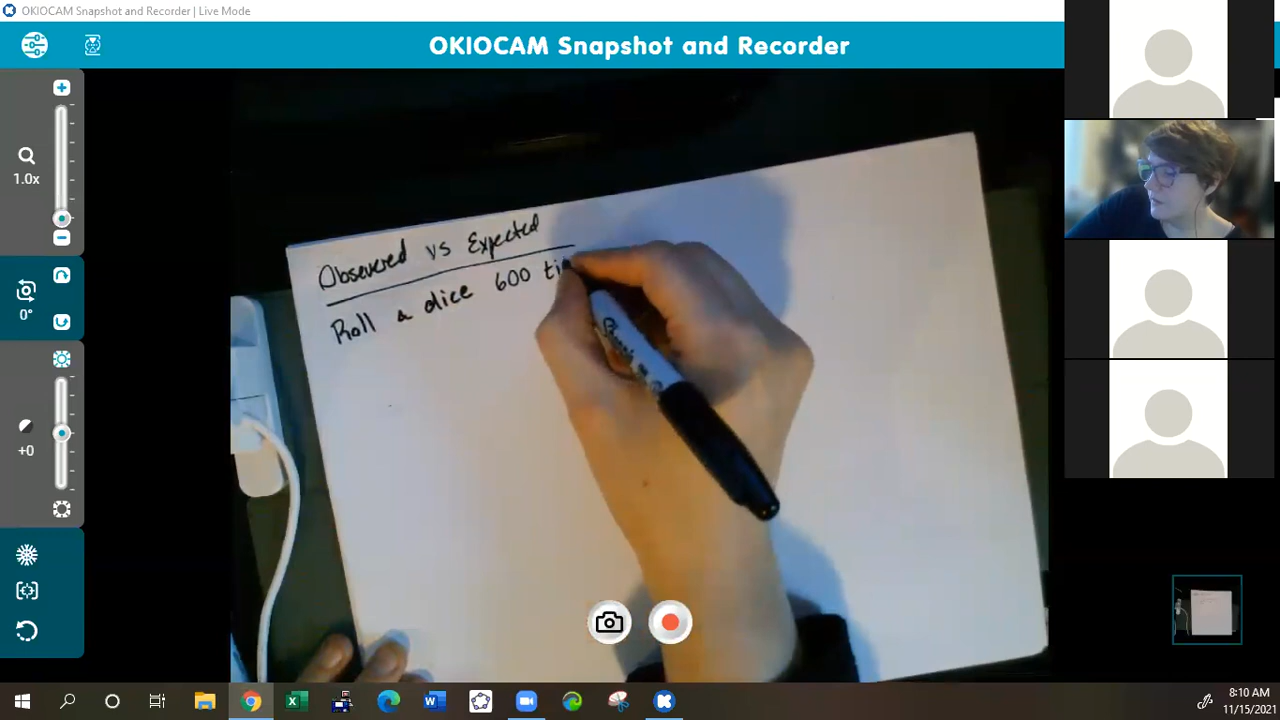 OKIOCAM Snapshot and Recorder | Live Mode
OKIOCAM Snapshot and Recorder
1.0x
0°
+0
Obsevered vs Expected
Roll a dice 600 ti
8:10 AM
11/15/2021